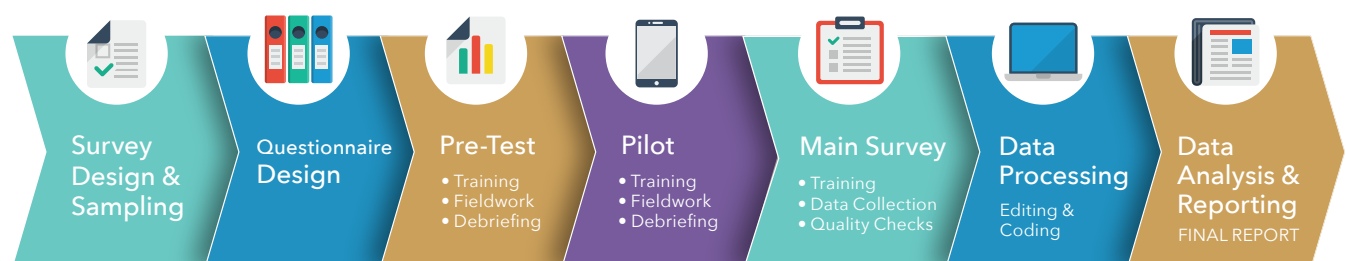 Survey
Design &
Sampling
Questionnaire
Design
Pre-Test
• Training
• Fieldwork
• Debriefing
Pilot
• Training
• Fieldwork
• Debriefing
Main Survey
• Training
• Data Collection
• Quality Checks
Data
Processing
Editing &
Coding
Data
Analysis &
Reporting
FINAL REPORT